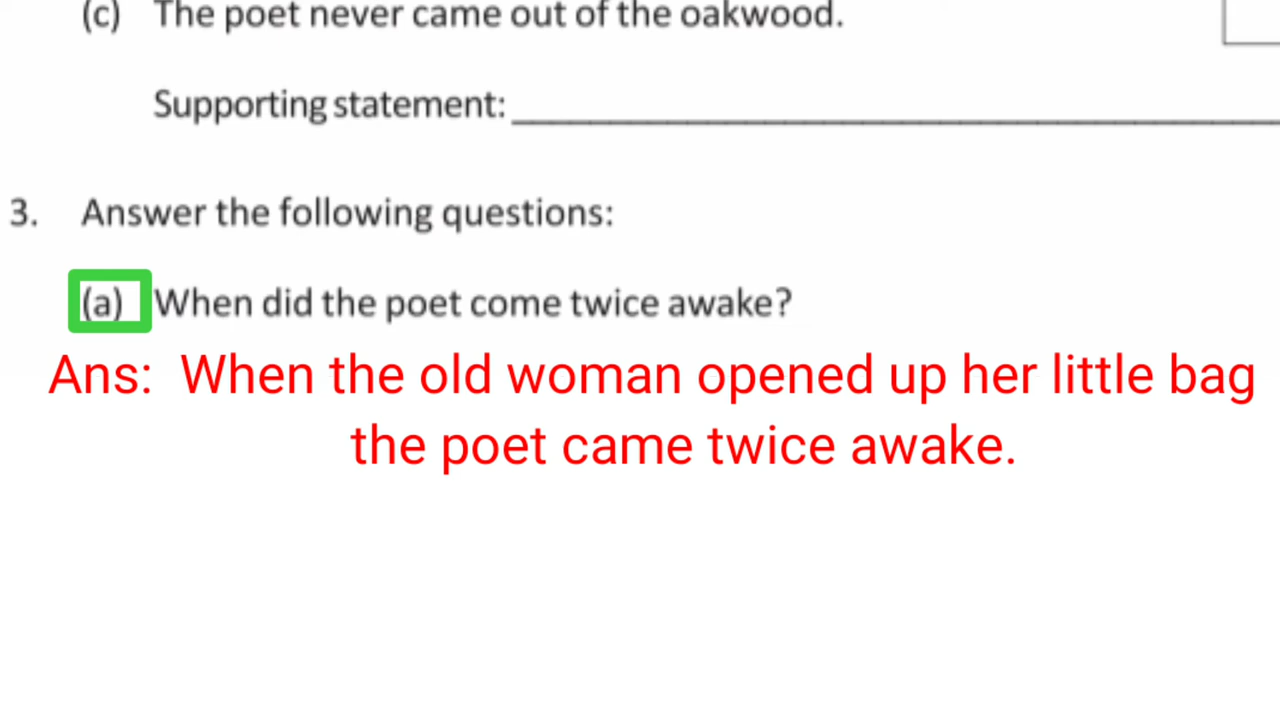 (c) The poet never came out of the oakwood.
Supporting statement:
3. Answer the following questions:
(a) When did the poet come twice awake?
Ans: When the old woman opened up her little bag
the poet came twice awake.